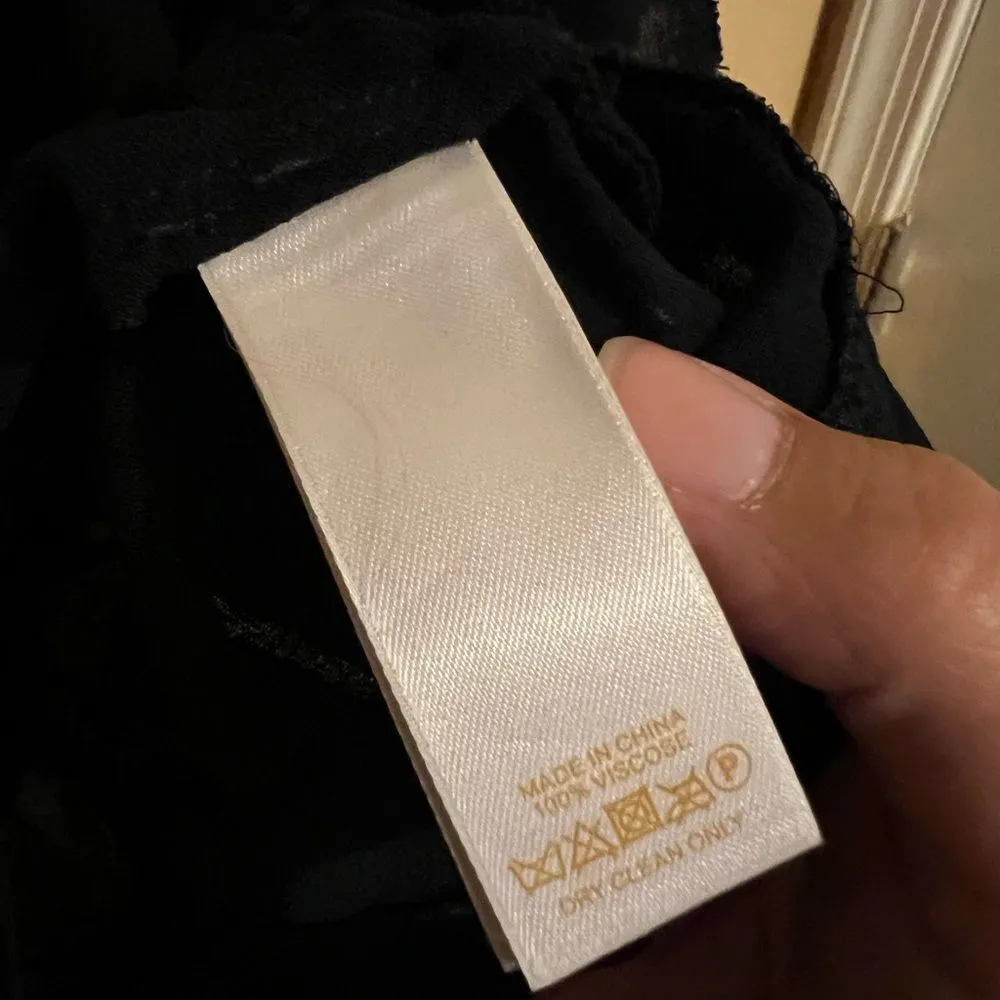 MADE IN CHINA
100% VISCOSE
P
DRY CLEAN ONLY